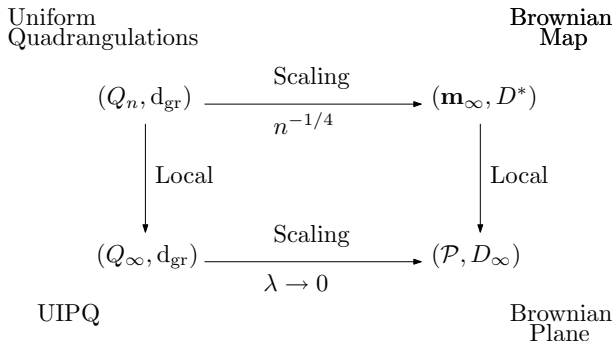 Uniform
Quadrangulations
Brownian
Map
Scaling
(Qₙ, d_gr)
(𝐦_∞, D*)
n^{-1/4}
Local
Local
Scaling
(Q_∞, d_gr)
(𝒫, D_∞)
λ → 0
UIPQ
Brownian
Plane